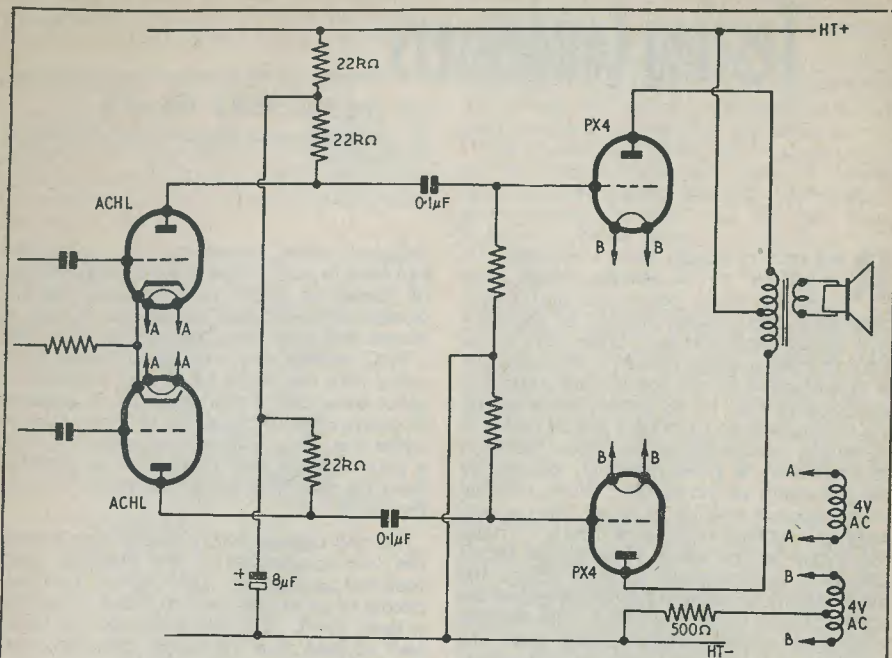 HT+
22kΩ
22kΩ
PX4
ACHL
0·1μF
B B
A A
A A
ACHL
22kΩ
B B
0·1μF
PX4
A
4V
AC
A
B
4V
AC
B
8μF
+
-
500Ω
HT-